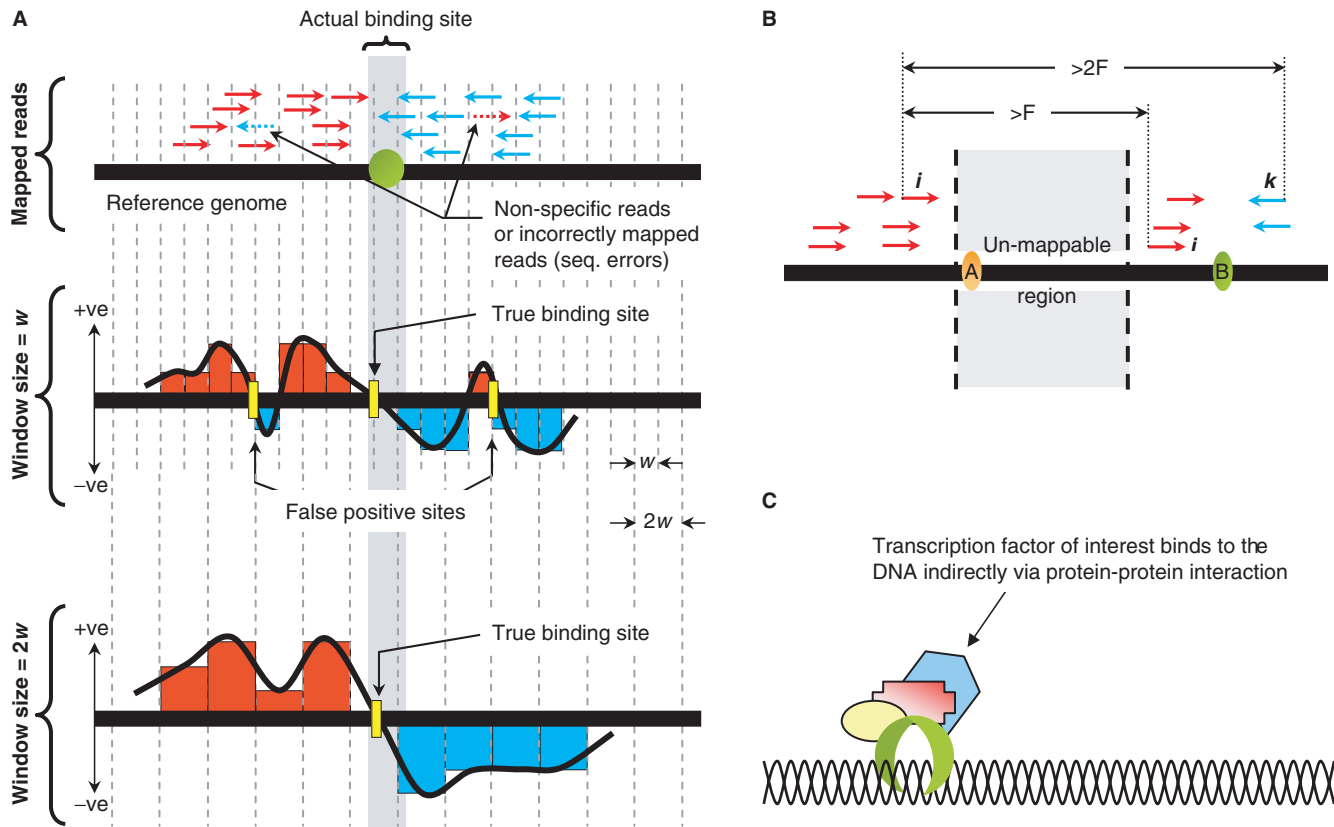 A
Actual binding site
Mapped reads
Reference genome
Non-specific reads
or incorrectly mapped
reads (seq. errors)
Window size = w
+ve
–ve
True binding site
False positive sites
w
2w
Window size = 2w
+ve
–ve
True binding site
B
>2F
>F
i
k
i
Un-mappable
region
A
B
C
Transcription factor of interest binds to the
DNA indirectly via protein-protein interaction